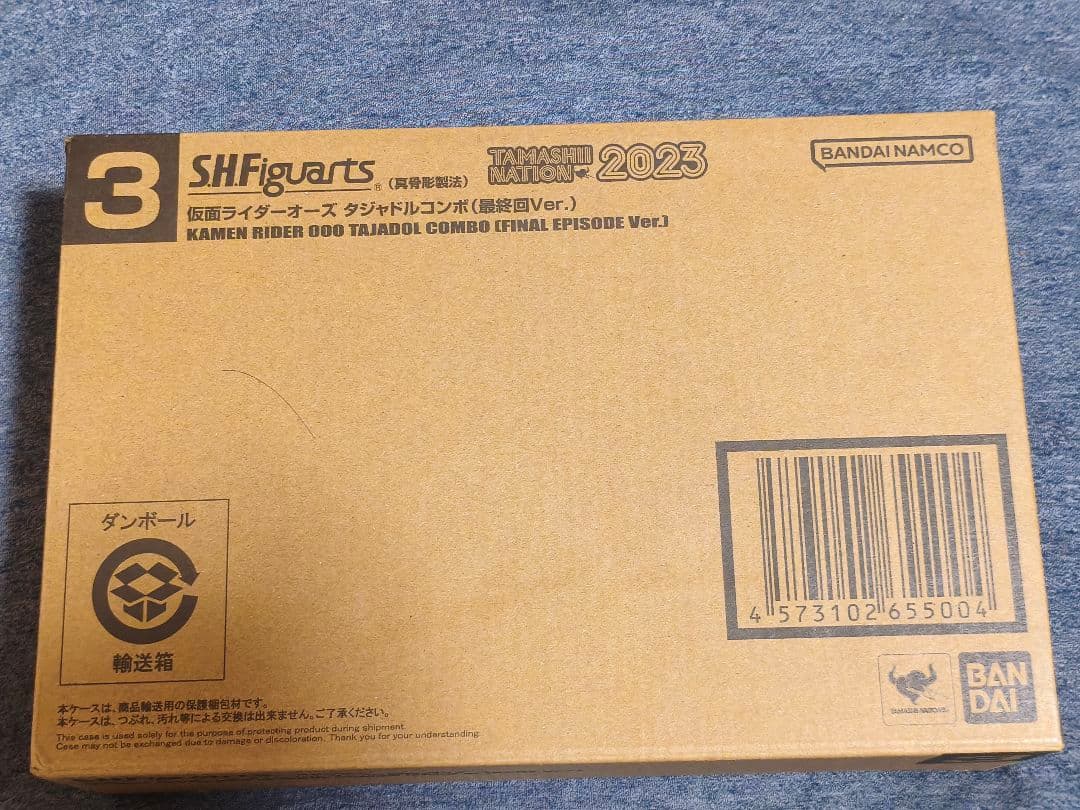 3
S.H.Figuarts® (真骨彫製法)
TAMASHII NATION 2023
BANDAI NAMCO
仮面ライダーオーズ タジャドルコンボ(最終回Ver.)
KAMEN RIDER OOO TAJADOL COMBO (FINAL EPISODE Ver.)
ダンボール
輸送箱
4 573102 655004
本ケースは、商品輸送用の保護梱包材です。
本ケースは、つぶれ、汚れ等による交換は出来ません。ご了承ください。
This case is used solely for the purpose of protecting product during shipment.
Case may not be exchanged due to damage or discoloration. Thank you for your understanding.
TAMASHII NATIONS
BAN
DAI